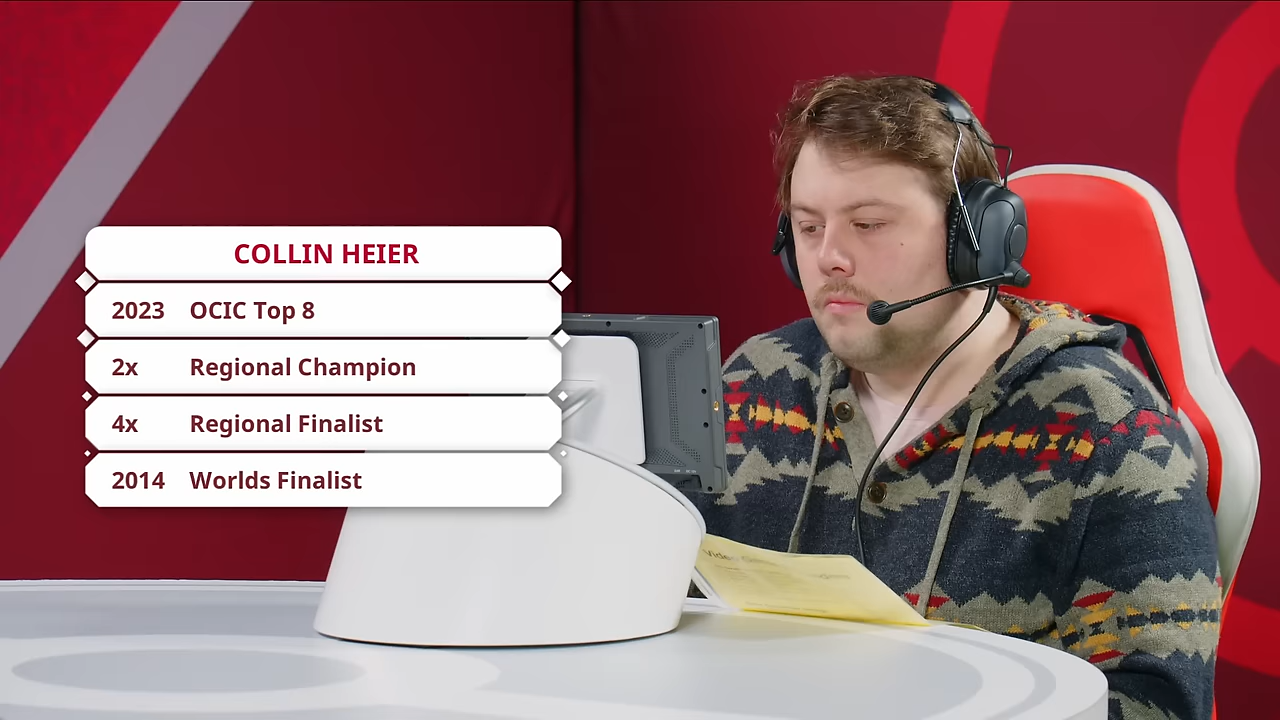 COLLIN HEIER
2023 OCIC Top 8
2x Regional Champion
4x Regional Finalist
2014 Worlds Finalist